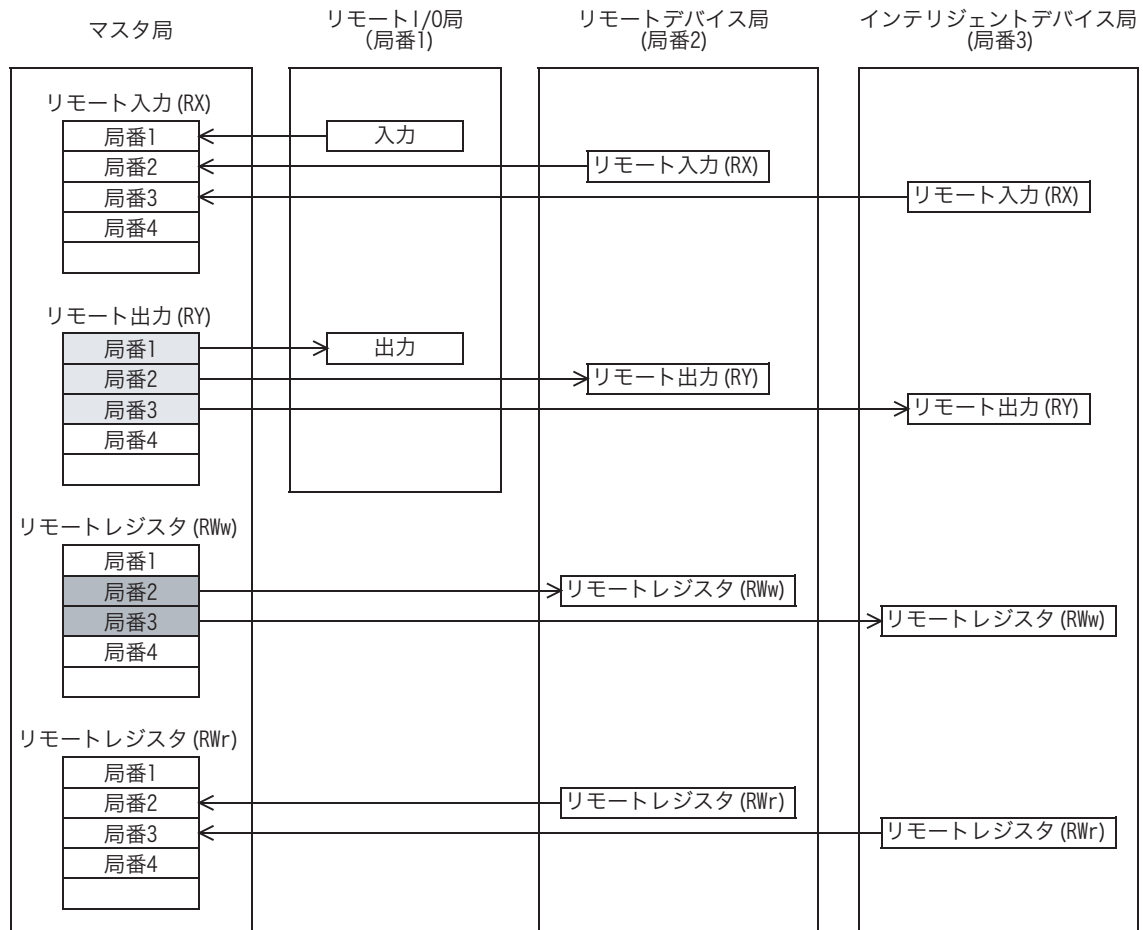 マスタ局
リモートI/O局
(局番1)
リモートデバイス局
(局番2)
インテリジェントデバイス局
(局番3)
リモート入力(RX)
局番1
入力
局番2
リモート入力(RX)
局番3
リモート入力(RX)
局番4
リモート出力(RY)
局番1
出力
局番2
リモート出力(RY)
局番3
リモート出力(RY)
局番4
リモートレジスタ(RWw)
局番1
局番2
リモートレジスタ(RWw)
局番3
リモートレジスタ(RWw)
局番4
リモートレジスタ(RWr)
局番1
局番2
リモートレジスタ(RWr)
局番3
リモートレジスタ(RWr)
局番4